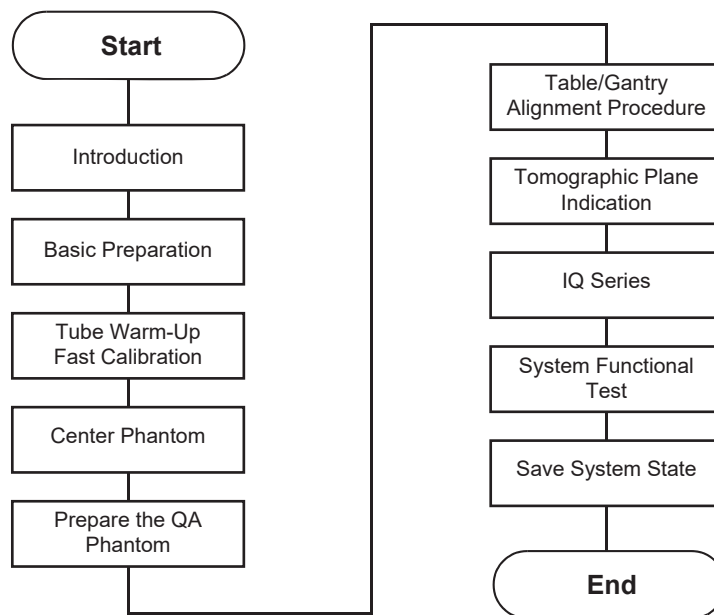 Start
Introduction
Basic Preparation
Tube Warm-Up
Fast Calibration
Center Phantom
Prepare the QA
Phantom
Table/Gantry
Alignment Procedure
Tomographic Plane
Indication
IQ Series
System Functional
Test
Save System State
End